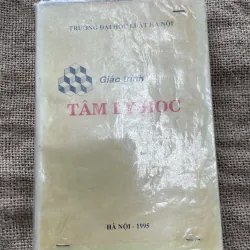 TRƯỜNG ĐẠI HỌC LUẬT HÀ NỘI
Giáo trình
TÂM LÝ HỌC
HÀ NỘI - 1995